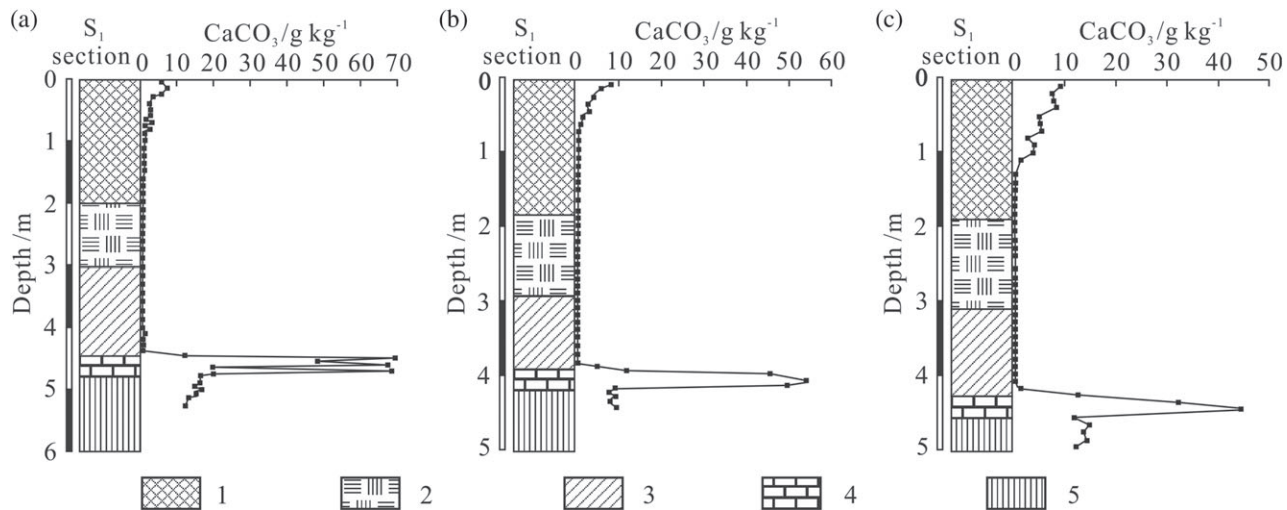 (a) S₁ section CaCO₃/g kg⁻¹
0 10 20 30 40 50 60 70
0
1
2
3
4
5
6
Depth/m
(b) S₁ section CaCO₃/g kg⁻¹
0 10 20 30 40 50 60
0
1
2
3
4
5
Depth/m
(c) S₁ section CaCO₃/g kg⁻¹
0 10 20 30 40 50
0
1
2
3
4
5
Depth/m
1 2 3 4 5